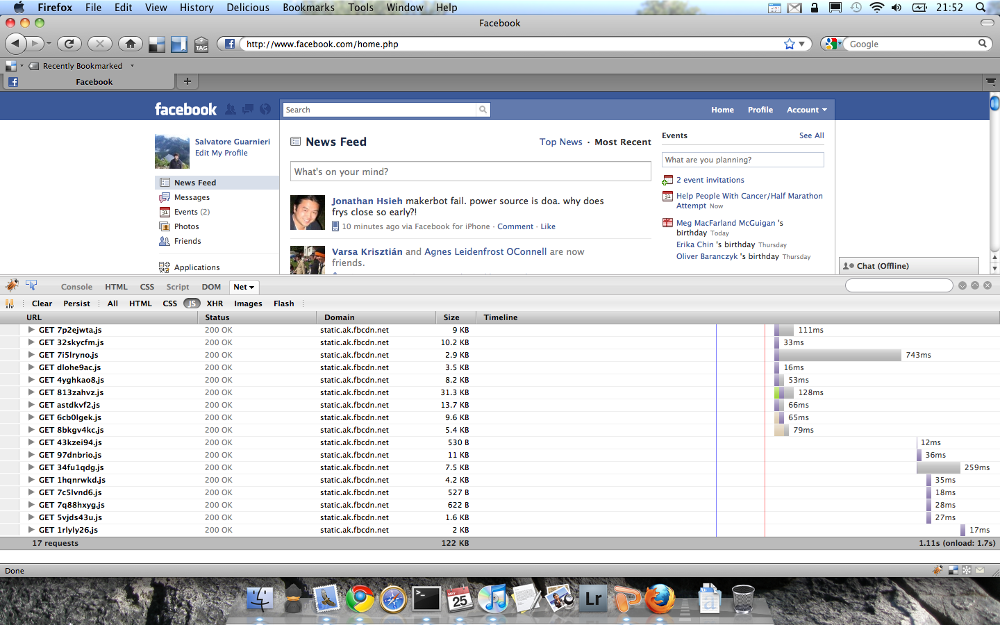 Firefox File Edit View History Delicious Bookmarks Tools Window Help 21:52
Facebook
TAG http://www.facebook.com/home.php Google
Recently Bookmarked
Facebook
facebook Search Home Profile Account
Salvatore Guarnieri
Edit My Profile
News Feed
Messages
31 Events (2)
Photos
Friends
Applications
News Feed Top News · Most Recent
What's on your mind?
Jonathan Hsieh makerbot fail. power source is doa. why does
frys close so early?!
10 minutes ago via Facebook for iPhone · Comment · Like
Varsa Krisztián and Agnes Leidenfrost OConnell are now
friends.
Events See All
What are you planning?
2 event invitations
31 Help People With Cancer/Half Marathon
Attempt Now
Meg MacFarland McGuigan 's
birthday Today
Erika Chin 's birthday Thursday
Oliver Baranczyk 's birthday Thursday
Chat (Offline)
Console HTML CSS Script DOM Net
xhr Clear Persist All HTML CSS JS XHR Images Flash
URL Status Domain Size Timeline
GET 7p2ejwta.js 200 OK static.ak.fbcdn.net 9 KB 111ms
GET 32skycfm.js 200 OK static.ak.fbcdn.net 10.2 KB 33ms
GET 7i5lryno.js 200 OK static.ak.fbcdn.net 2.9 KB 743ms
GET dlohe9ac.js 200 OK static.ak.fbcdn.net 3.5 KB 16ms
GET 4yghkao8.js 200 OK static.ak.fbcdn.net 8.2 KB 53ms
GET 813zahvz.js 200 OK static.ak.fbcdn.net 31.3 KB 128ms
GET astdkvf2.js 200 OK static.ak.fbcdn.net 13.7 KB 66ms
GET 6cb0lgek.js 200 OK static.ak.fbcdn.net 9.6 KB 65ms
GET 8bkgv4kc.js 200 OK static.ak.fbcdn.net 5.4 KB 79ms
GET 43kzei94.js 200 OK static.ak.fbcdn.net 530 B 12ms
GET 97dnbrio.js 200 OK static.ak.fbcdn.net 11 KB 36ms
GET 34fu1qdg.js 200 OK static.ak.fbcdn.net 7.5 KB 259ms
GET 1hqnrwkd.js 200 OK static.ak.fbcdn.net 4.2 KB 35ms
GET 7c5lvnd6.js 200 OK static.ak.fbcdn.net 527 B 18ms
GET 7q88hxyg.js 200 OK static.ak.fbcdn.net 622 B 28ms
GET 5vjds43u.js 200 OK static.ak.fbcdn.net 1.6 KB 27ms
GET 1rlyly26.js 200 OK static.ak.fbcdn.net 2 KB 17ms
17 requests 122 KB 1.11s (onload: 1.7s)
Done
MAY
25
Lr